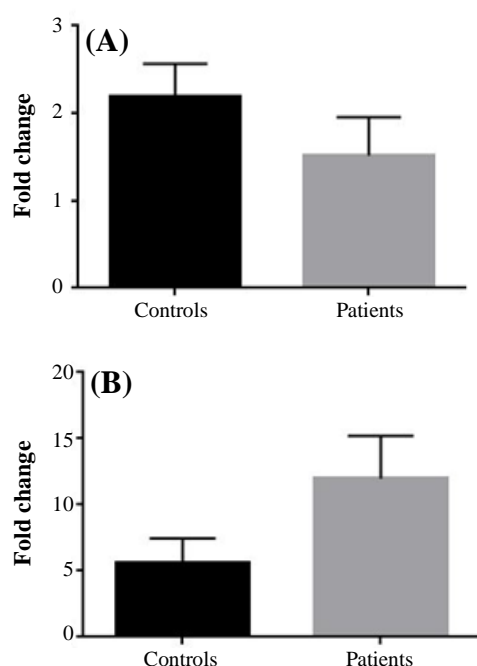 (A)
Fold change
3
2
1
0
Controls Patients
(B)
Fold change
20
15
10
5
0
Controls Patients